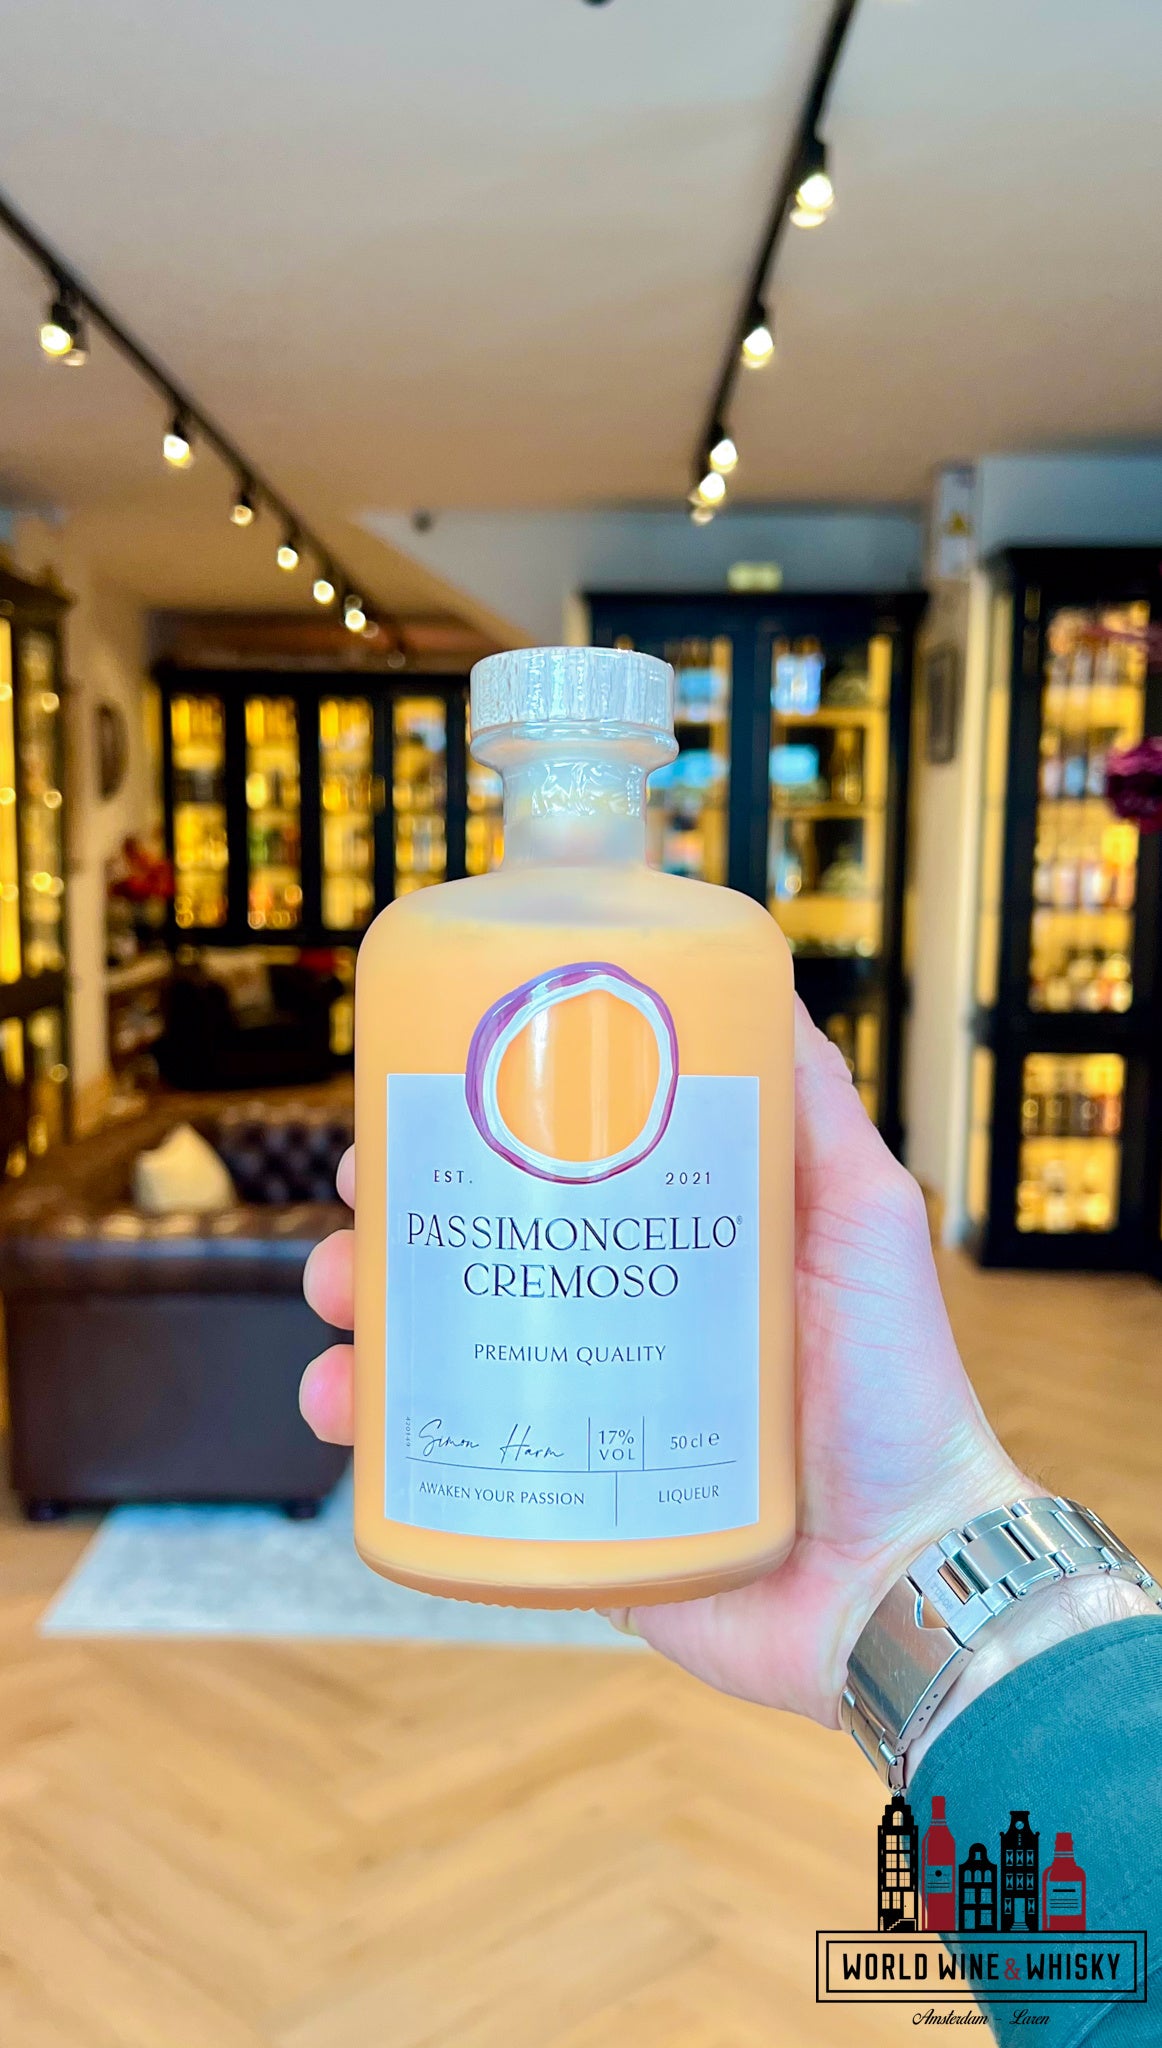 EST. 2021
PASSIMONCELLO®
CREMOSO
PREMIUM QUALITY
420149
Simon Harm
17%
VOL
50 cl ℮
AWAKEN YOUR PASSION
LIQUEUR
WORLD WINE & WHISKY
Amsterdam ~ Laren